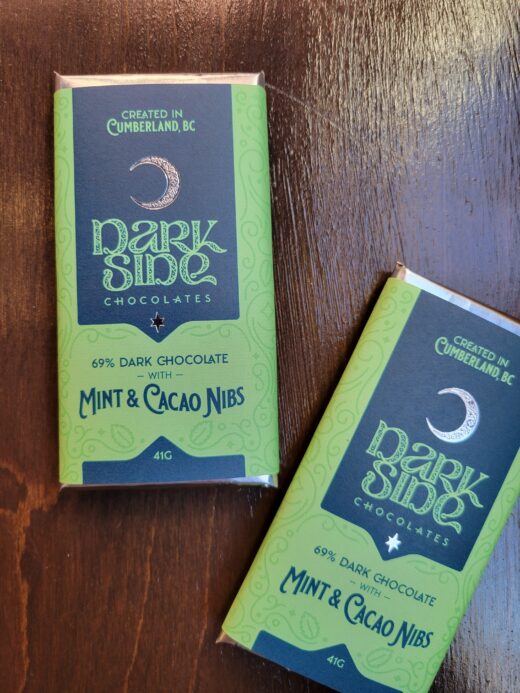 CREATED IN
CUMBERLAND, BC
DARK
SIDE
CHOCOLATES
69% DARK CHOCOLATE
– WITH –
MINT & CACAO NIBS
41G
CREATED IN
CUMBERLAND, BC
DARK
SIDE
CHOCOLATES
69% DARK CHOCOLATE
– WITH –
MINT & CACAO NIBS
41G